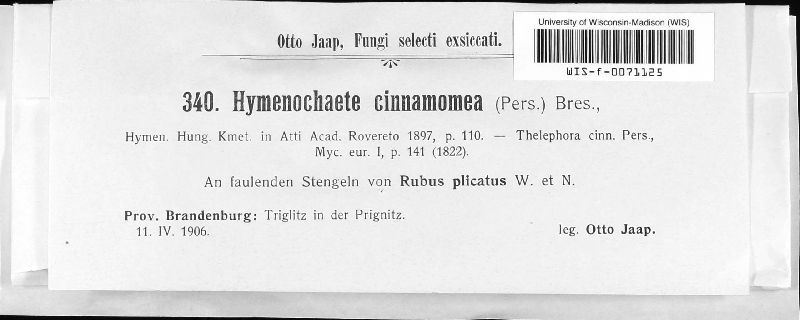 University of Wisconsin-Madison (WIS)
WIS-f-0071125
Otto Jaap, Fungi selecti exsiccati.
340. Hymenochaete cinnamomea (Pers.) Bres.,
Hymen. Hung. Kmet. in Atti Acad. Rovereto 1897, p. 110. — Thelephora cinn. Pers.,
Myc. eur. I, p. 141 (1822).
An faulenden Stengeln von Rubus plicatus W. et N.
Prov. Brandenburg: Triglitz in der Prignitz.
11. IV. 1906. leg. Otto Jaap.